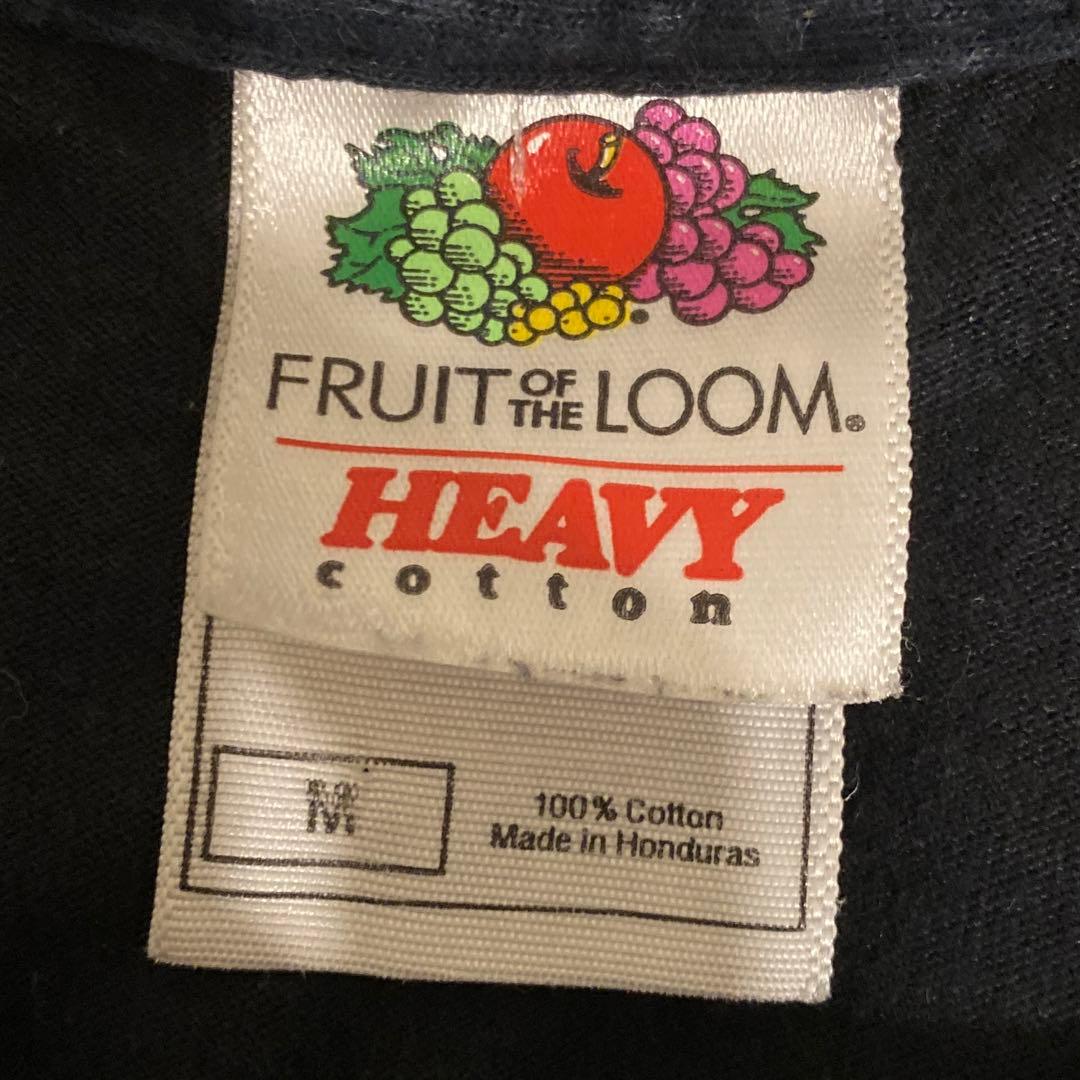 FRUIT OF THE LOOM®
HEAVY
cotton
M
100% Cotton
Made in Honduras